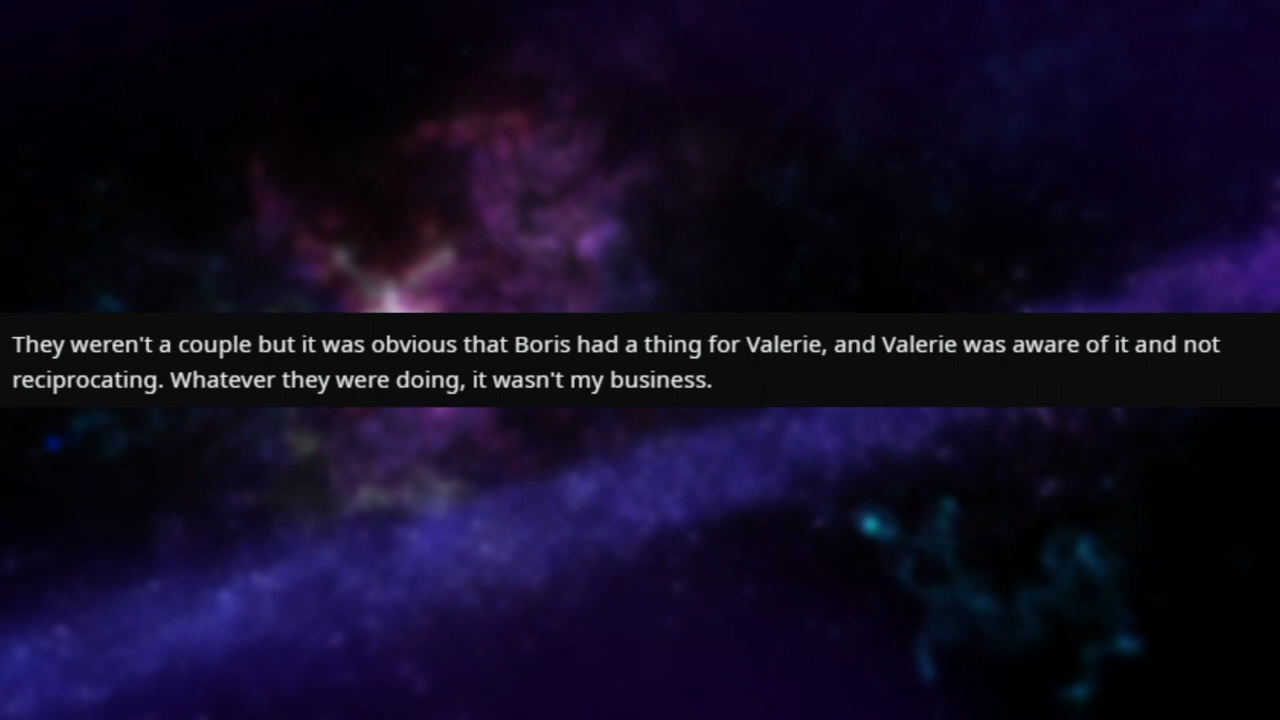 They weren't a couple but it was obvious that Boris had a thing for Valerie, and Valerie was aware of it and not
reciprocating. Whatever they were doing, it wasn't my business.